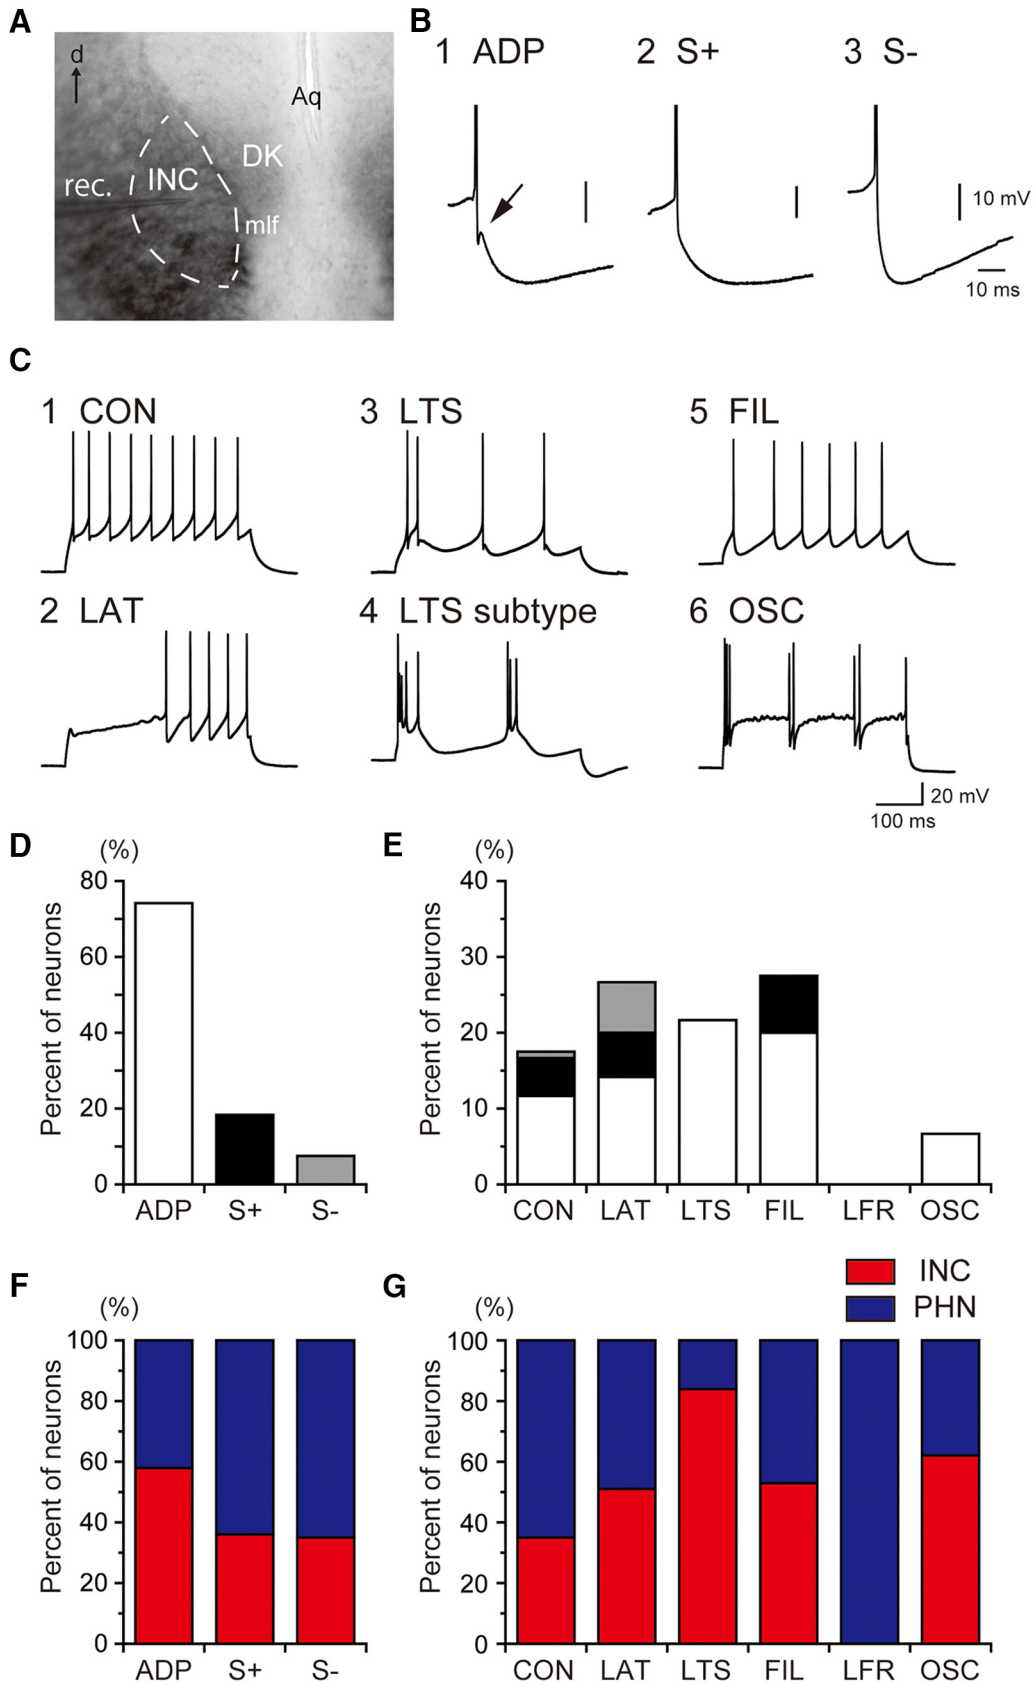 A
d
Aq
DK
INC
rec.
mlf
B
1 ADP
2 S+
3 S-
10 mV
10 ms
C
1 CON
3 LTS
5 FIL
2 LAT
4 LTS subtype
6 OSC
20 mV
100 ms
D
(%)
Percent of neurons
80
60
40
20
0
ADP S+ S-
E
(%)
Percent of neurons
40
30
20
10
0
CON LAT LTS FIL LFR OSC
INC
PHN
F
(%)
Percent of neurons
100
80
60
40
20
0
ADP S+ S-
G
(%)
Percent of neurons
100
80
60
40
20
0
CON LAT LTS FIL LFR OSC